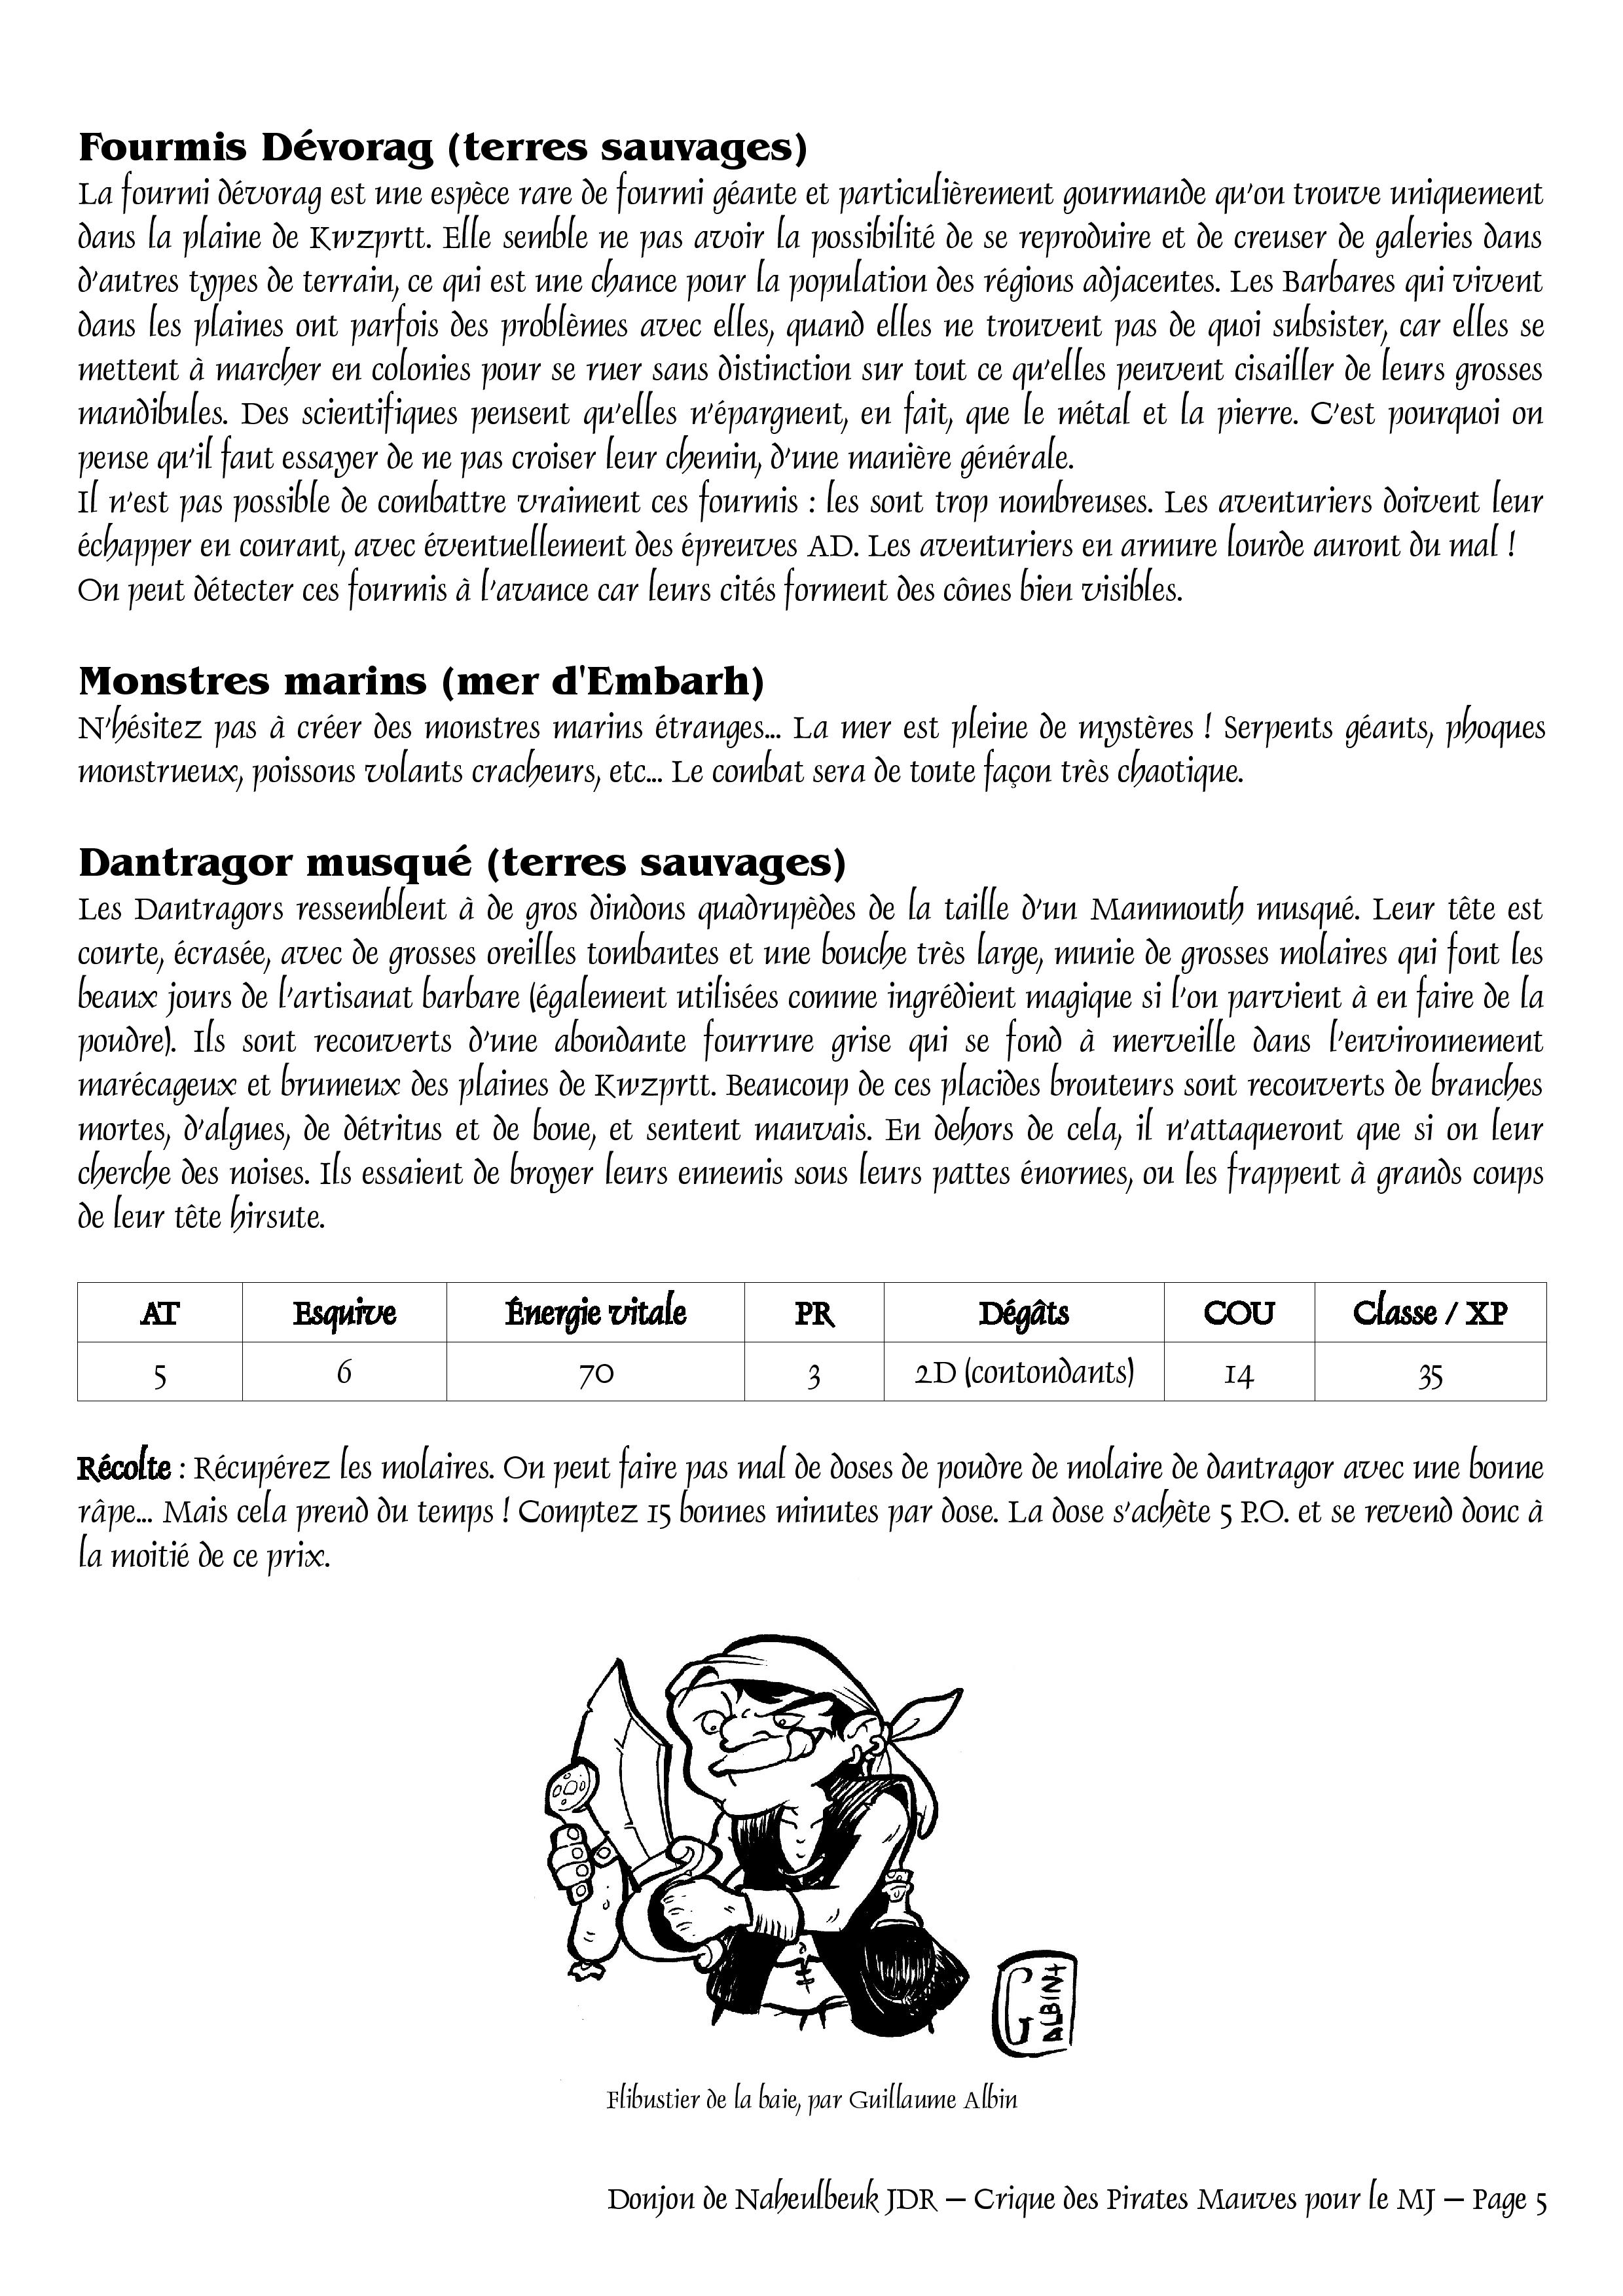 Fourmis Dévorag (terres sauvages)
La fourmi dévorag est une espèce rare de fourmi géante et particulièrement gourmande qu'on trouve uniquement
dans la plaine de Kwzprtt. Elle semble ne pas avoir la possibilité de se reproduire et de creuser de galeries dans
d'autres types de terrain, ce qui est une chance pour la population des régions adjacentes. Les Barbares qui vivent
dans les plaines ont parfois des problèmes avec elles, quand elles ne trouvent pas de quoi subsister, car elles se
mettent à marcher en colonies pour se ruer sans distinction sur tout ce qu'elles peuvent cisailler de leurs grosses
mandibules. Des scientifiques pensent qu'elles n'épargnent, en fait, que le métal et la pierre. C'est pourquoi on
pense qu'il faut essayer de ne pas croiser leur chemin, d'une manière générale.
Il n'est pas possible de combattre vraiment ces fourmis : les sont trop nombreuses. Les aventuriers doivent leur
échapper en courant, avec éventuellement des épreuves AD. Les aventuriers en armure lourde auront du mal !
On peut détecter ces fourmis à l'avance car leurs cités forment des cônes bien visibles.
Monstres marins (mer d'Embarh)
N'hésitez pas à créer des monstres marins étranges... La mer est pleine de mystères ! Serpents géants, phoques
monstrueux, poissons volants cracheurs, etc... Le combat sera de toute façon très chaotique.
Dantragor musqué (terres sauvages)
Les Dantragors ressemblent à de gros dindons quadrupèdes de la taille d'un Mammouth musqué. Leur tête est
courte, écrasée, avec de grosses oreilles tombantes et une bouche très large, munie de grosses molaires qui font les
beaux jours de l'artisanat barbare (également utilisées comme ingrédient magique si l'on parvient à en faire de la
poudre). Ils sont recouverts d'une abondante fourrure grise qui se fond à merveille dans l'environnement
marécageux et brumeux des plaines de Kwzprtt. Beaucoup de ces placides brouteurs sont recouverts de branches
mortes, d'algues, de détritus et de boue, et sentent mauvais. En dehors de cela, il n'attaqueront que si on leur
cherche des noises. Ils essaient de broyer leurs ennemis sous leurs pattes énormes, ou les frappent à grands coups
de leur tête hirsute.
AT Esquive Énergie vitale PR Dégâts COU Classe / XP
5 6 70 3 2D (contondants) 14 35
Récolte : Récupérez les molaires. On peut faire pas mal de doses de poudre de molaire de dantragor avec une bonne
râpe... Mais cela prend du temps ! Comptez 15 bonnes minutes par dose. La dose s'achète 5 P.O. et se revend donc à
la moitié de ce prix.
G ALBIN
Flibustier de la baie, par Guillaume Albin
Donjon de Naheulbeuk JDR – Crique des Pirates Mauves pour le MJ – Page 5